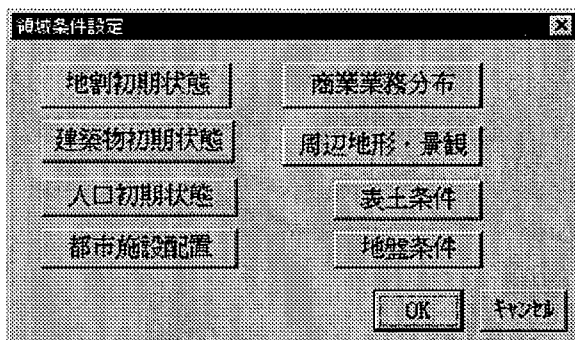 領域条件設定
地割初期状態
商業業務分布
建築物初期状態
周辺地形・景観
人口初期状態
表土条件
都市施設配置
地盤条件
OK
キャンセル